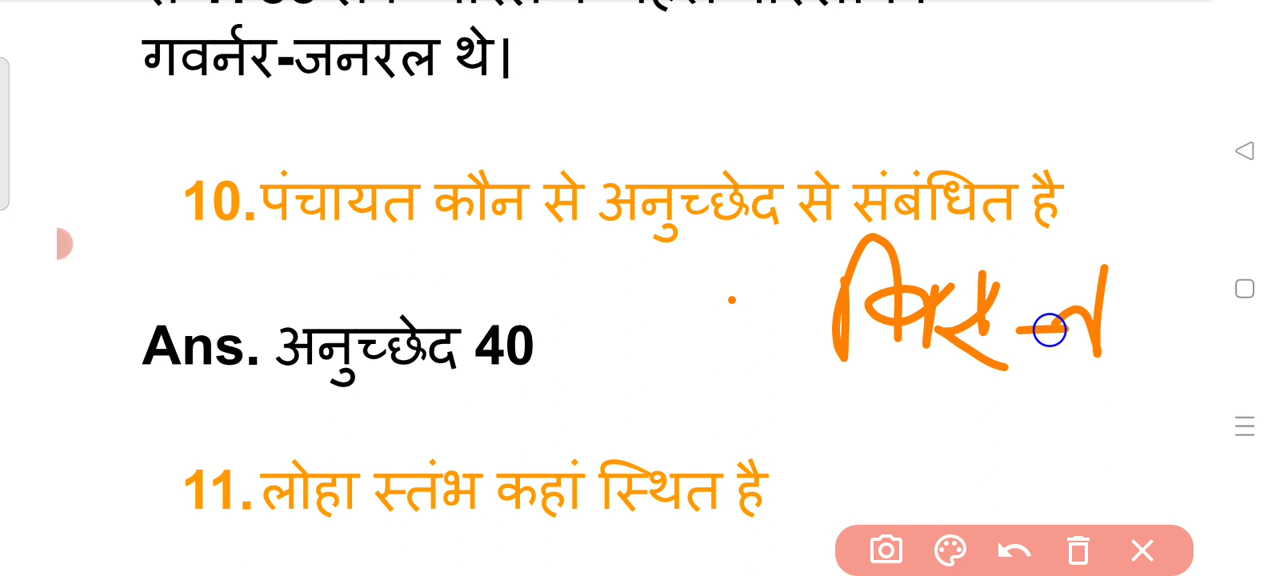 गवर्नर-जनरल थे।
10.पंचायत कौन से अनुच्छेद से संबंधित है
Ans. अनुच्छेद 40
11.लोहा स्तंभ कहां स्थित है